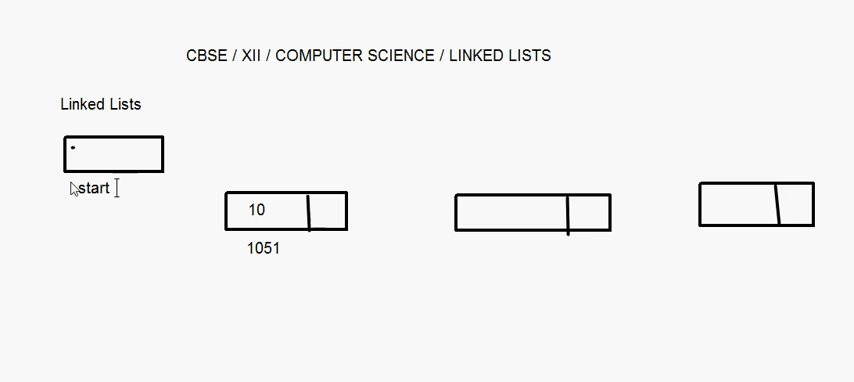 CBSE / XII / COMPUTER SCIENCE / LINKED LISTS
Linked Lists
start
10
1051